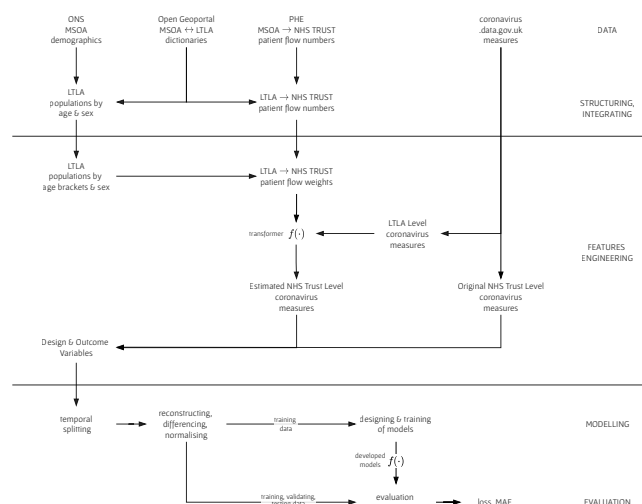 ONS
MSOA
demographics
Open Geoportal
MSOA ↔ LTLA
dictionaries
PHE
MSOA → NHS TRUST
patient flow numbers
coronavirus
.data.gov.uk
measures
DATA
LTLA
populations by
age & sex
LTLA → NHS TRUST
patient flow numbers
STRUCTURING,
INTEGRATING
LTLA
populations by
age brackets & sex
LTLA → NHS TRUST
patient flow weights
transformer f(·)
LTLA Level
coronavirus
measures
FEATURES
ENGINEERING
Estimated NHS Trust Level
coronavirus
measures
Original NHS Trust Level
coronavirus
measures
Design & Outcome
Variables
temporal
splitting
reconstructing,
differencing,
normalising
training
data
designing & training
of models
MODELLING
developed
models f(·)
training, validating,
testing data
evaluation
loss, MAE
EVALUATION